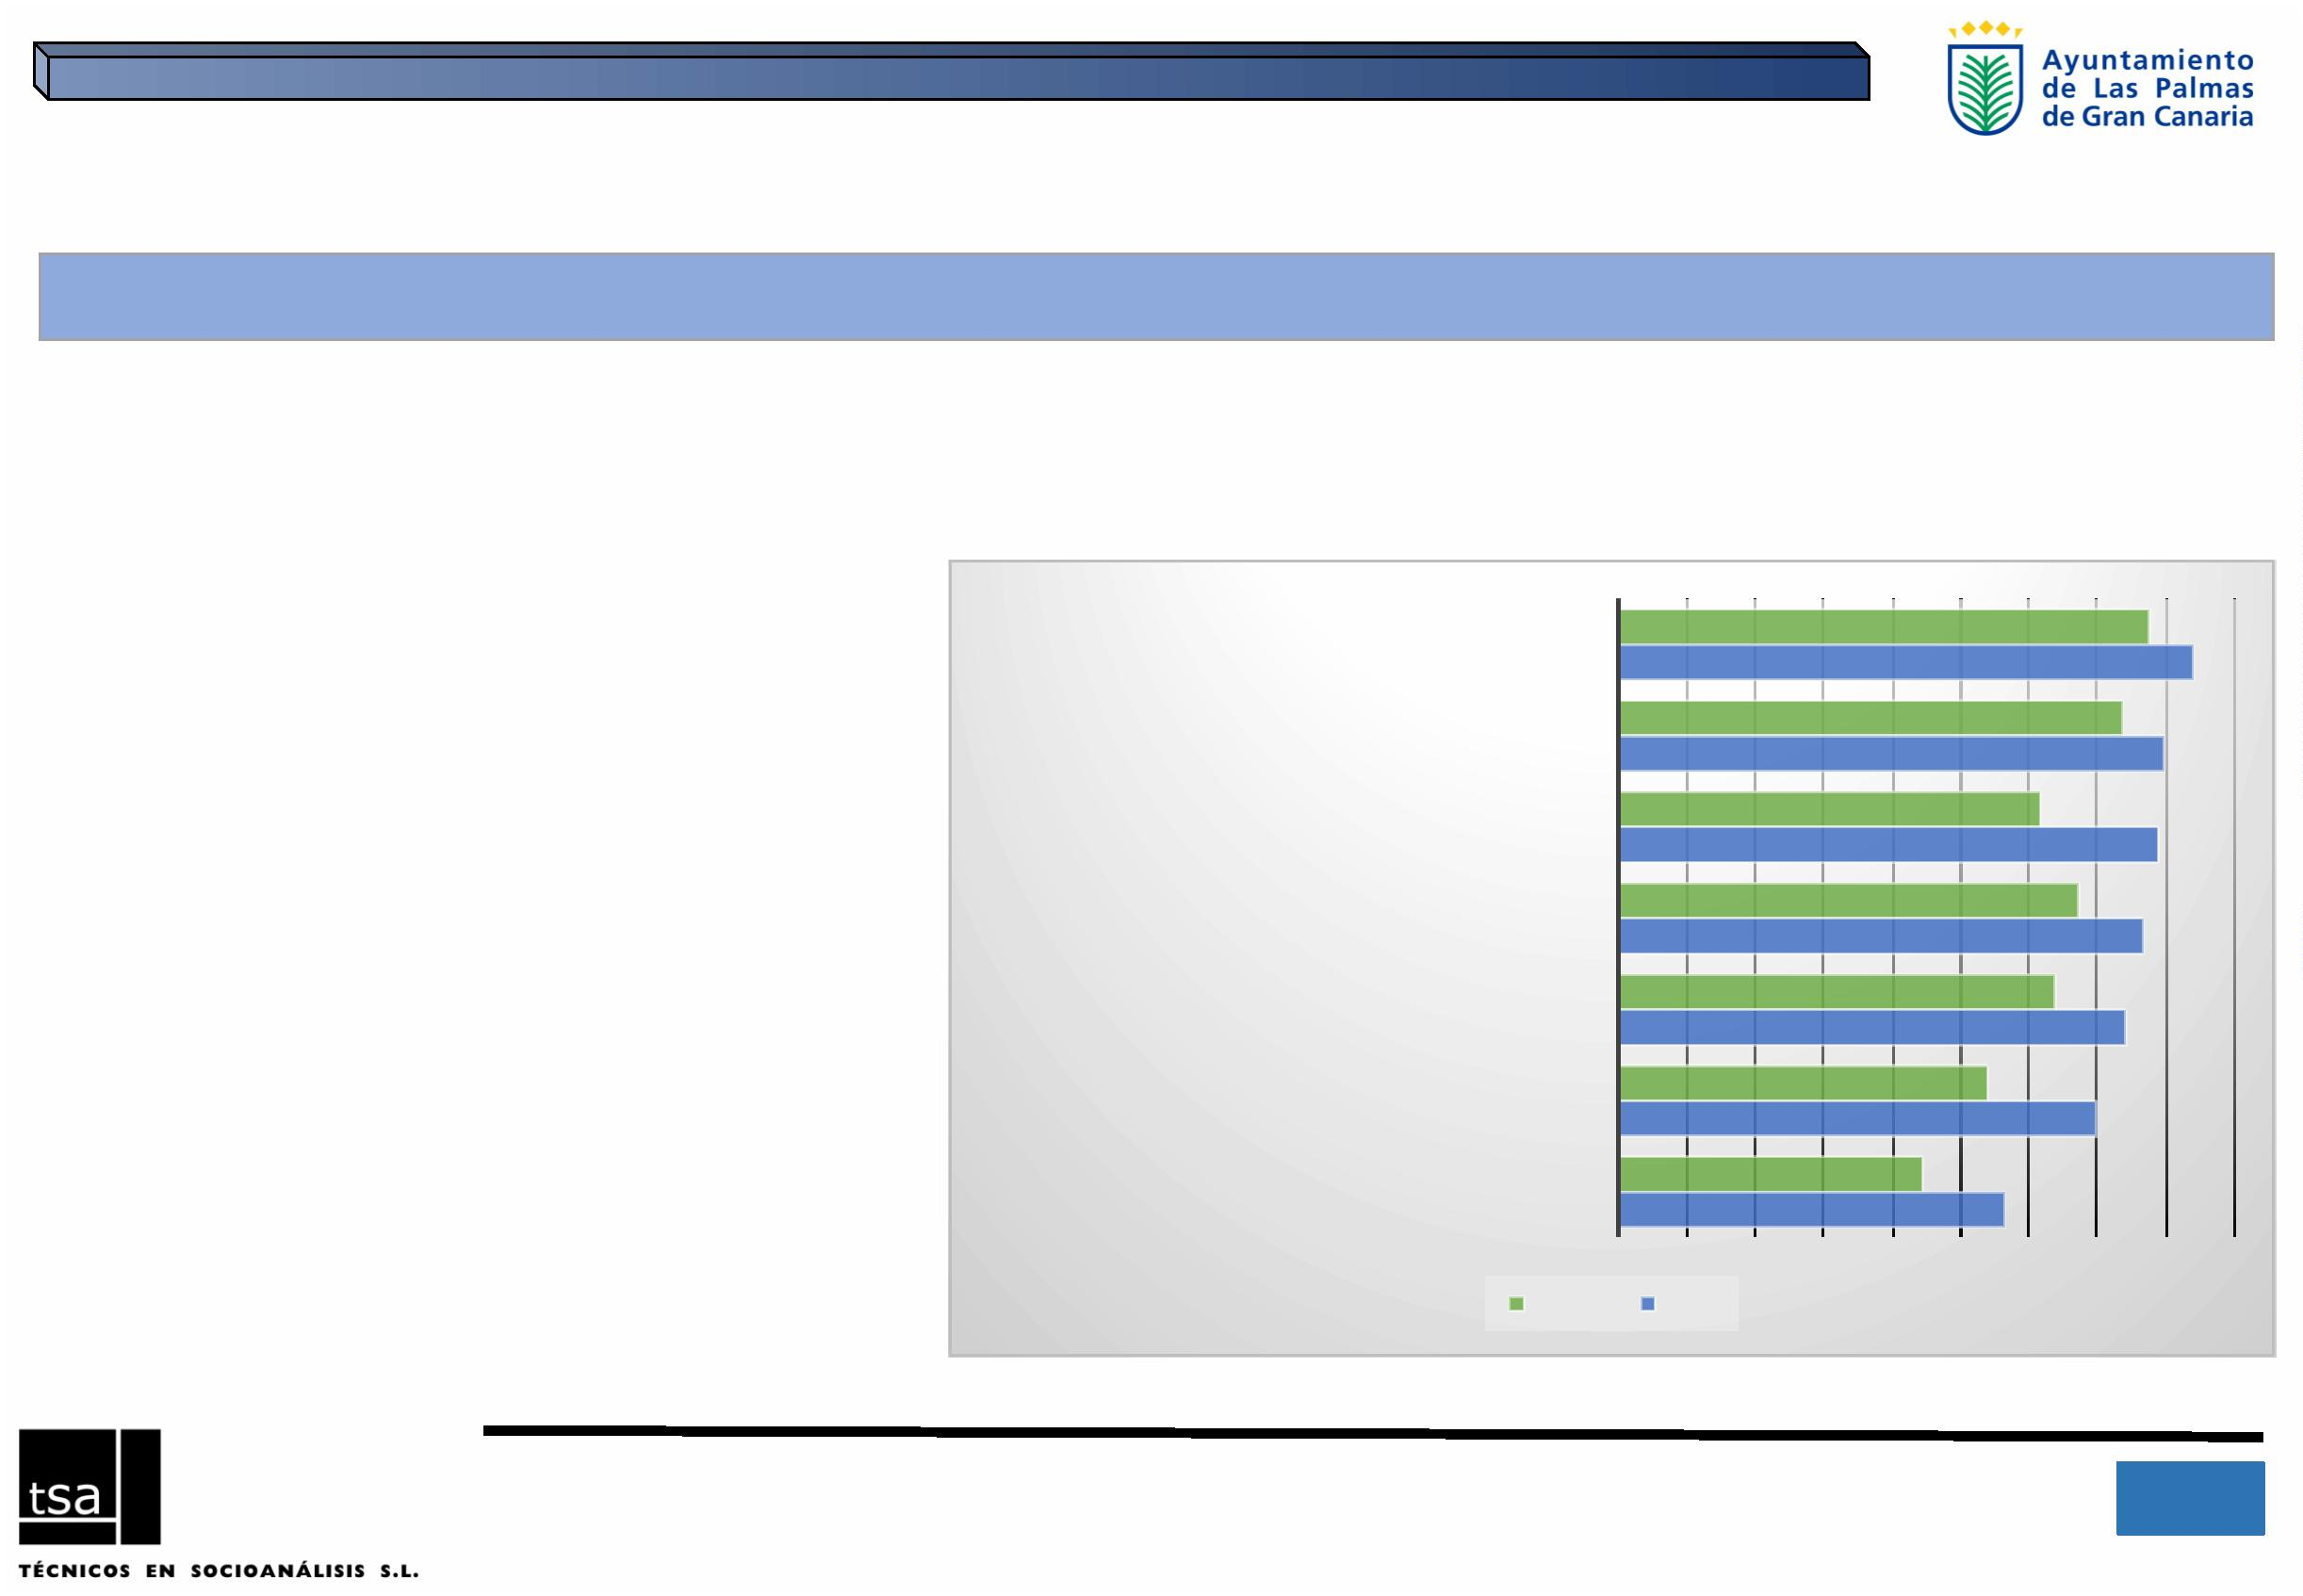 Ayuntamiento
de Las Palmas
de Gran Canaria
tsa
TÉCNICOS EN SOCIOANÁLISIS S.L.